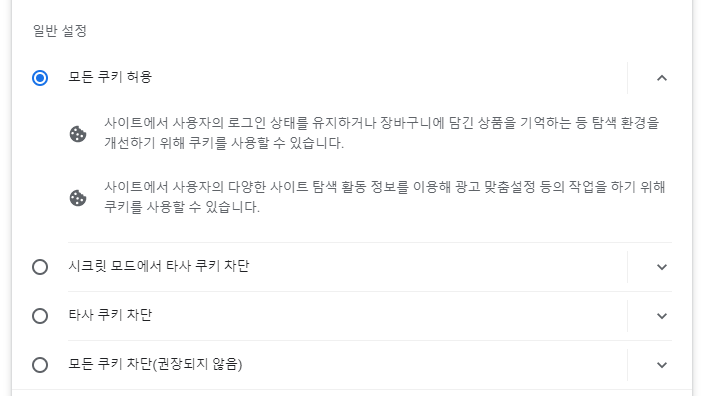 일반 설정
모든 쿠키 허용
사이트에서 사용자의 로그인 상태를 유지하거나 장바구니에 담긴 상품을 기억하는 등 탐색 환경을
개선하기 위해 쿠키를 사용할 수 있습니다.
사이트에서 사용자의 다양한 사이트 탐색 활동 정보를 이용해 광고 맞춤설정 등의 작업을 하기 위해
쿠키를 사용할 수 있습니다.
시크릿 모드에서 타사 쿠키 차단
타사 쿠키 차단
모든 쿠키 차단(권장되지 않음)